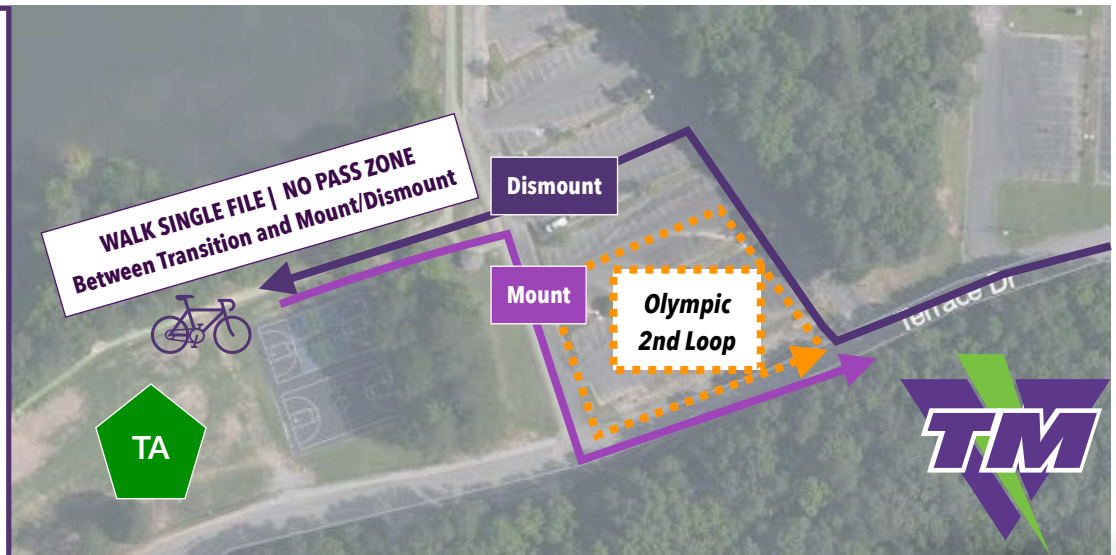 WALK SINGLE FILE | NO PASS ZONE
Between Transition and Mount/Dismount
Dismount
Mount
Olympic
2nd Loop
Terrace Dr
TA
TM